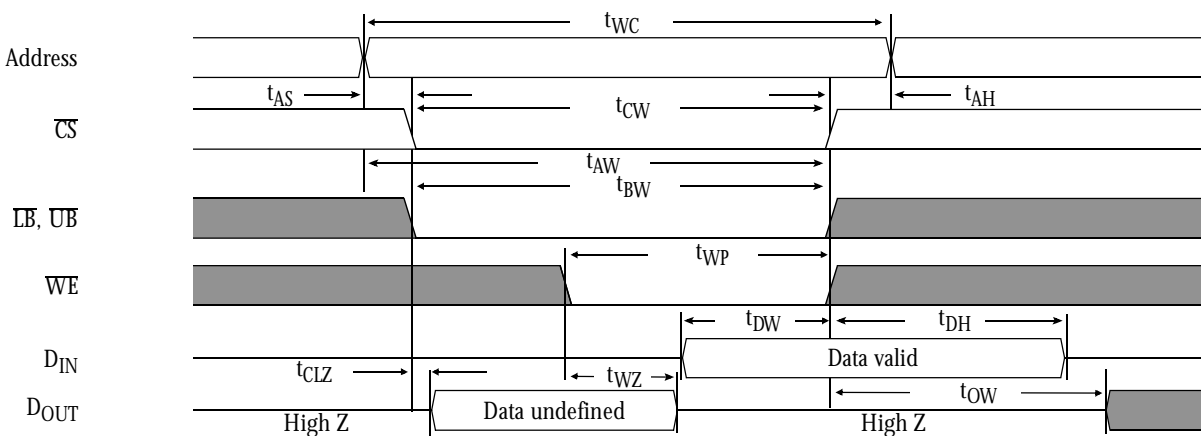 tWC
Address
tAS
tCW
tAH
CS
tAW
tBW
LB, UB
tWP
WE
tDW
tDH
DIN
Data valid
tCLZ
tWZ
tOW
DOUT
High Z
Data undefined
High Z